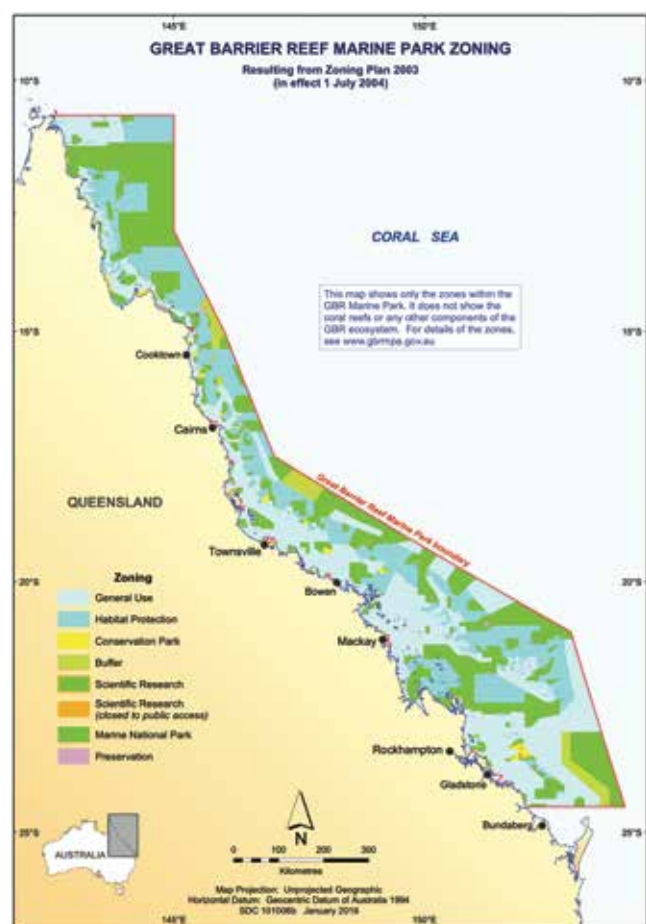 145°E
150°E
GREAT BARRIER REEF MARINE PARK ZONING
Resulting from Zoning Plan 2003
(in effect 1 July 2004)
10°S
10°S
CORAL SEA
This map shows only the zones within the
GBR Marine Park. It does not show the
coral reefs or any other components of the
GBR ecosystem. For details of the zones,
see www.gbrmpa.gov.au
15°S
15°S
Cooktown
Cairns
Great Barrier Reef Marine Park boundary
QUEENSLAND
Townsville
Bowen
Zoning
General Use
Habitat Protection
Conservation Park
Buffer
Scientific Research
Scientific Research
(closed to public access)
Marine National Park
Preservation
20°S
20°S
Mackay
Rockhampton
Gladstone
Bundaberg
25°S
25°S
AUSTRALIA
N
0 100 200 300
Kilometres
Map Projection: Unprojected Geographic
Horizontal Datum: Geocentric Datum of Australia 1994
SDC 101006b January 2016
145°E
150°E